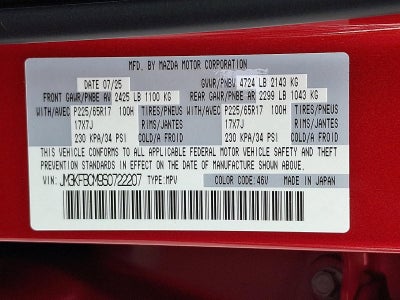 MFD. BY MAZDA MOTOR CORPORATION
DATE 07/25 GVWR/PNBV 4724 LB 2143 KG
FRONT GAWR/PNBE AV 2425 LB 1100 KG REAR GAWR/PNBE AR 2299 LB 1043 KG
WITH/AVEC P225/65R17 100H TIRES/PNEUS WITH/AVEC P225/65R17 100H TIRES/PNEUS
17X7J RIMS/JANTES 17X7J RIMS/JANTES
230 KPA/34 PSI COLD/A FROID 230 KPA/34 PSI COLD/A FROID
THIS VEHICLE CONFORMS TO ALL APPLICABLE FEDERAL MOTOR VEHICLE SAFETY AND THEFT
PREVENTION STANDARDS IN EFFECT ON THE DATE OF MANUFACTURE SHOWN ABOVE.
VIN: JM3KFBCM9S0722207 TYPE:MPV COLOR CODE:46V MADE IN JAPAN